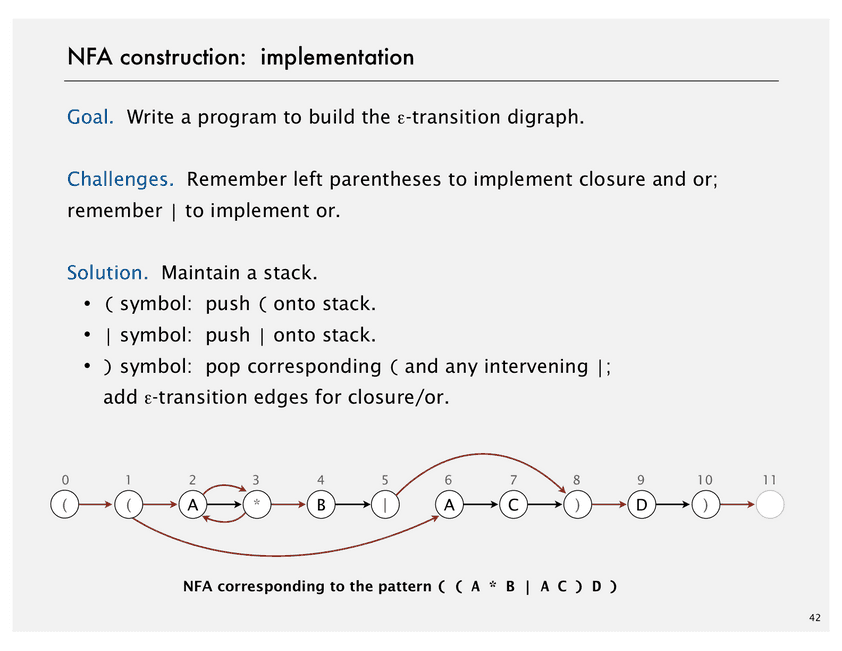 NFA construction: implementation
Goal. Write a program to build the ε-transition digraph.
Challenges. Remember left parentheses to implement closure and or;
remember | to implement or.
Solution. Maintain a stack.
• ( symbol: push ( onto stack.
• | symbol: push | onto stack.
• ) symbol: pop corresponding ( and any intervening |;
add ε-transition edges for closure/or.
0 1 2 3 4 5 6 7 8 9 10 11
( ( A * B | A C ) D )
NFA corresponding to the pattern ( ( A * B | A C ) D )
42